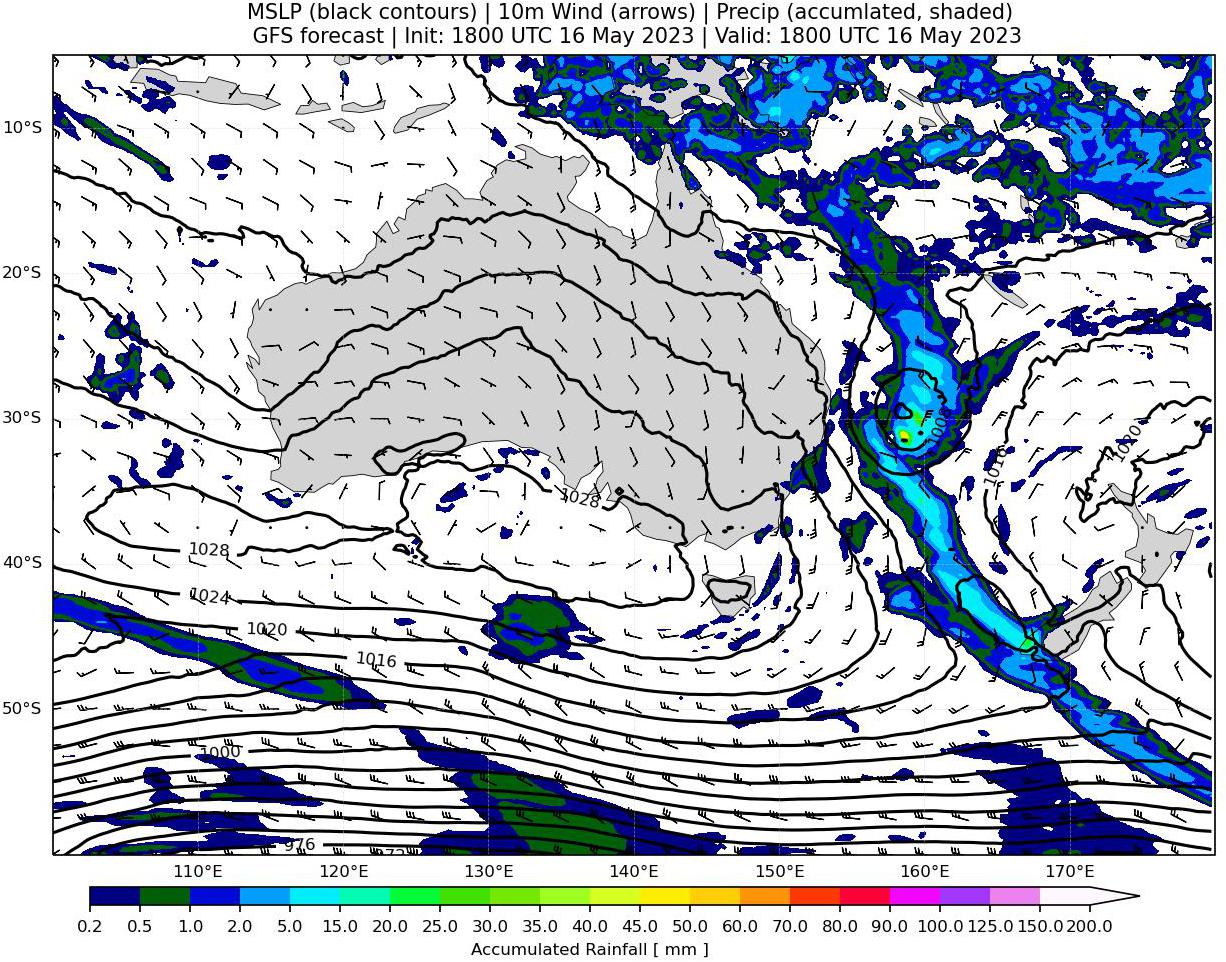 MSLP (black contours) | 10m Wind (arrows) | Precip (accumlated, shaded)
GFS forecast | Init: 1800 UTC 16 May 2023 | Valid: 1800 UTC 16 May 2023
10°S
20°S
1008
30°S
1020
1016
1028
1028
40°S
1024
1020
1016
50°S
1000
976
972
110°E 120°E 130°E 140°E 150°E 160°E 170°E
0.2 0.5 1.0 2.0 5.0 15.0 20.0 25.0 30.0 35.0 40.0 45.0 50.0 60.0 70.0 80.0 90.0 100.0 125.0 150.0 200.0
Accumulated Rainfall [ mm ]